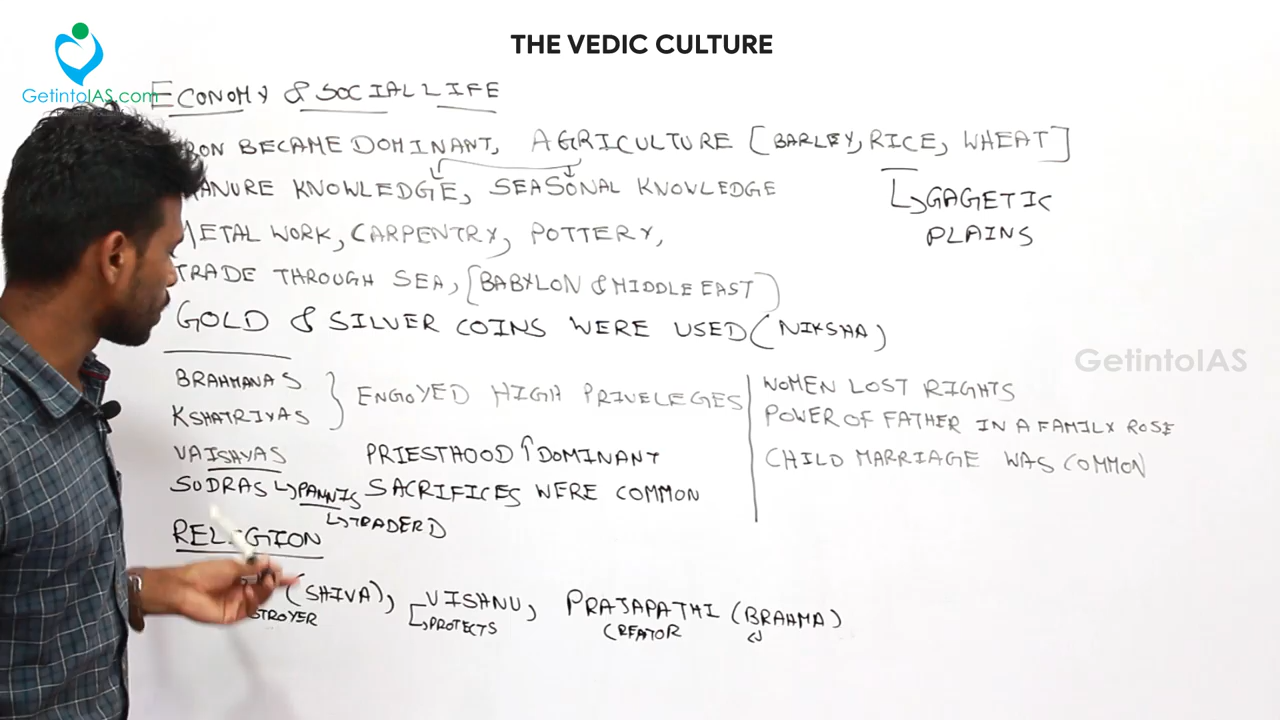 THE VEDIC CULTURE
GetintoIAS.com
ECONOMY & SOCIAL LIFE
RON BECAME DOMINANT, AGRICULTURE [BARLEY, RICE, WHEAT]
ANURE KNOWLEDGE, SEASONAL KNOWLEDGE
GAGETIC
PLAINS
METAL WORK, CARPENTRY, POTTERY,
TRADE THROUGH SEA, [BABYLON & MIDDLE EAST]
GOLD & SILVER COINS WERE USED (NIKSHA)
GetintoIAS
BRAHMANAS
KSHATRIYAS
ENGOYED HIGH PRIVELEGES
VAISHYAS PRIESTHOOD ↑ DOMINANT
SUDRAS PANNIS SACRIFICES WERE COMMON
TRADERD
WOMEN LOST RIGHTS
POWER OF FATHER IN A FAMILY ROSE
CHILD MARRIAGE WAS COMMON
RELIGION
(SHIVA), VISHNU, PRAJAPATHI (BRAHMA)
STROYER PROTECTS CREATOR